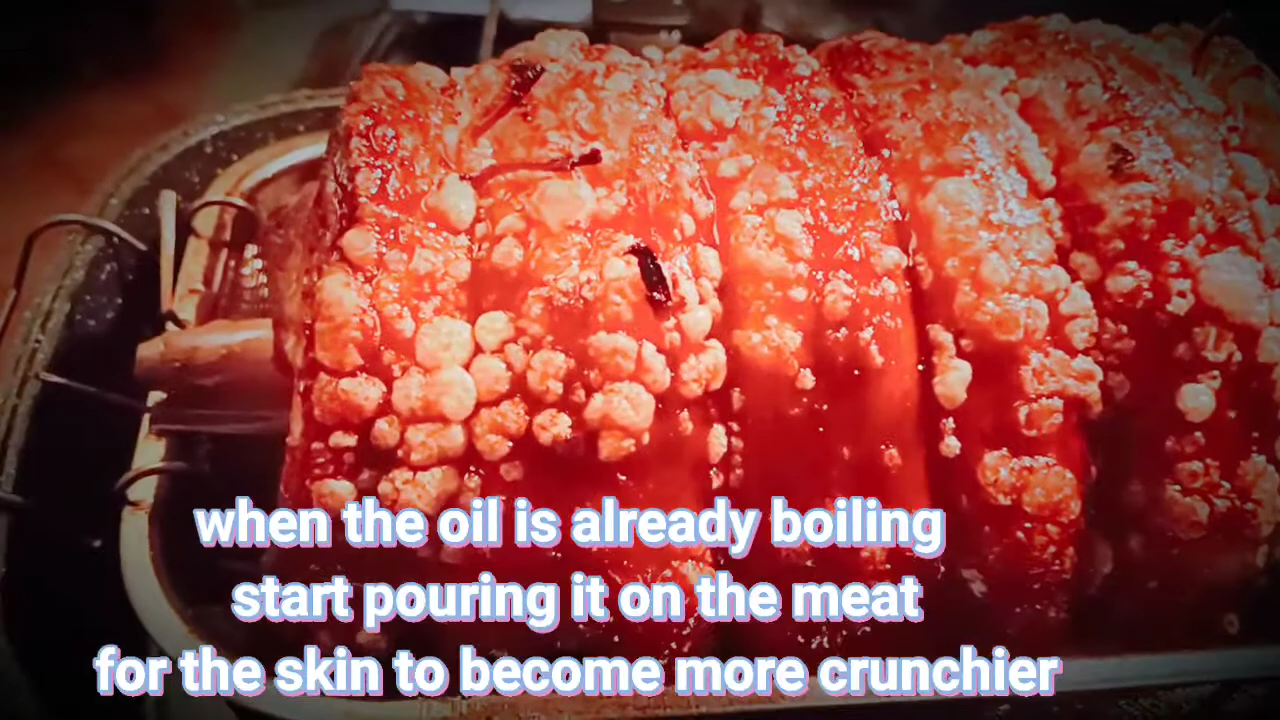 when the oil is already boiling
start pouring it on the meat
for the skin to become more crunchier